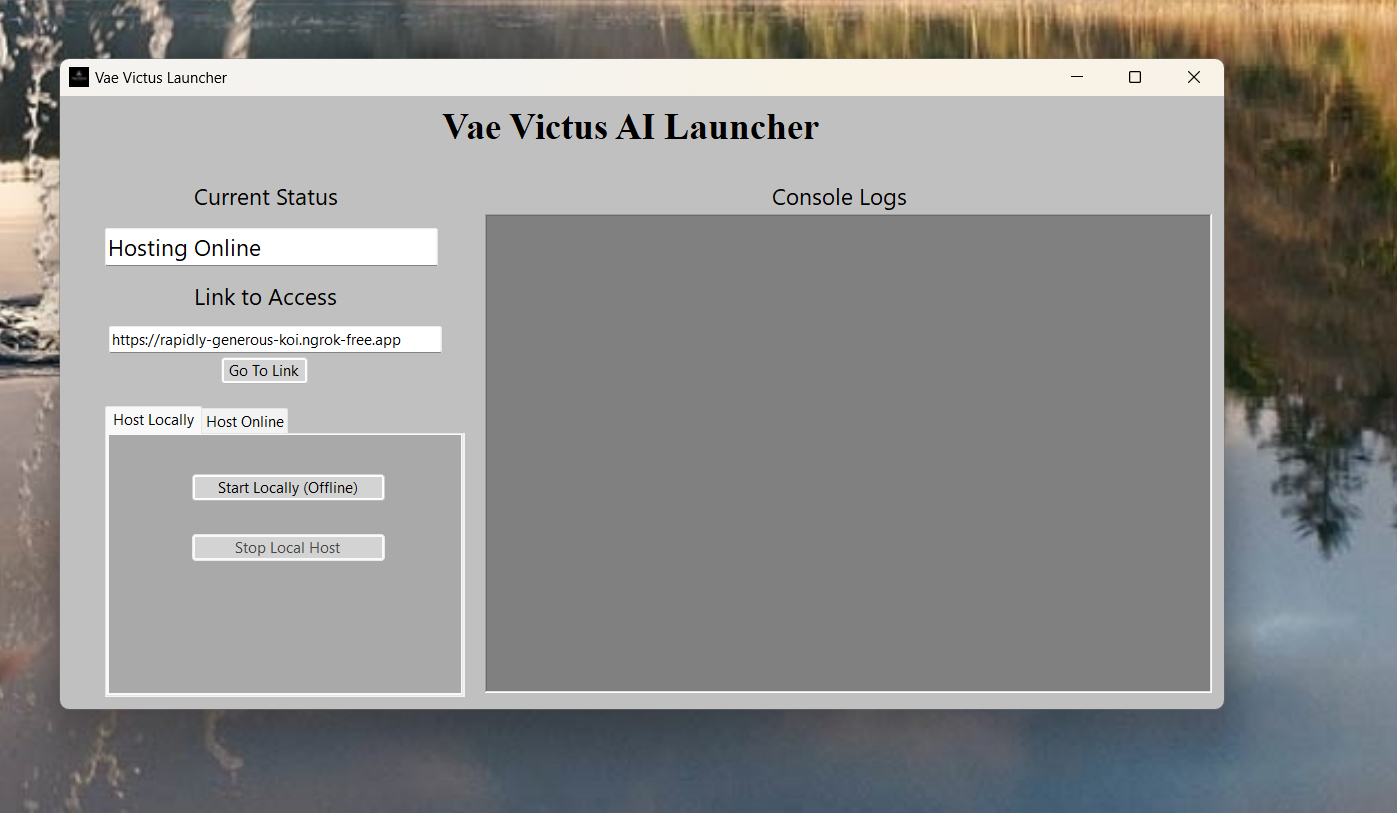 Vae Victus Launcher
Vae Victus AI Launcher
Current Status
Hosting Online
Link to Access
https://rapidly-generous-koi.ngrok-free.app
Go To Link
Host Locally
Host Online
Start Locally (Offline)
Stop Local Host
Console Logs